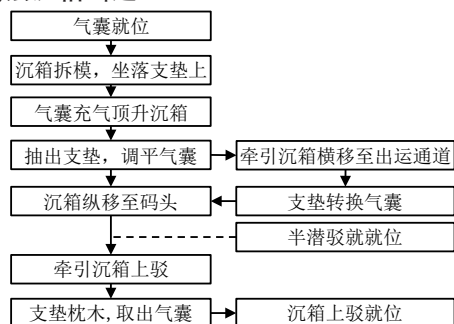 气囊就位
沉箱拆模，坐落支垫上
气囊充气顶升沉箱
抽出支垫，调平气囊
牵引沉箱横移至出运通道
沉箱纵移至码头
支垫转换气囊
半潜驳就就位
牵引沉箱上驳
支垫枕木,取出气囊
沉箱上驳就位